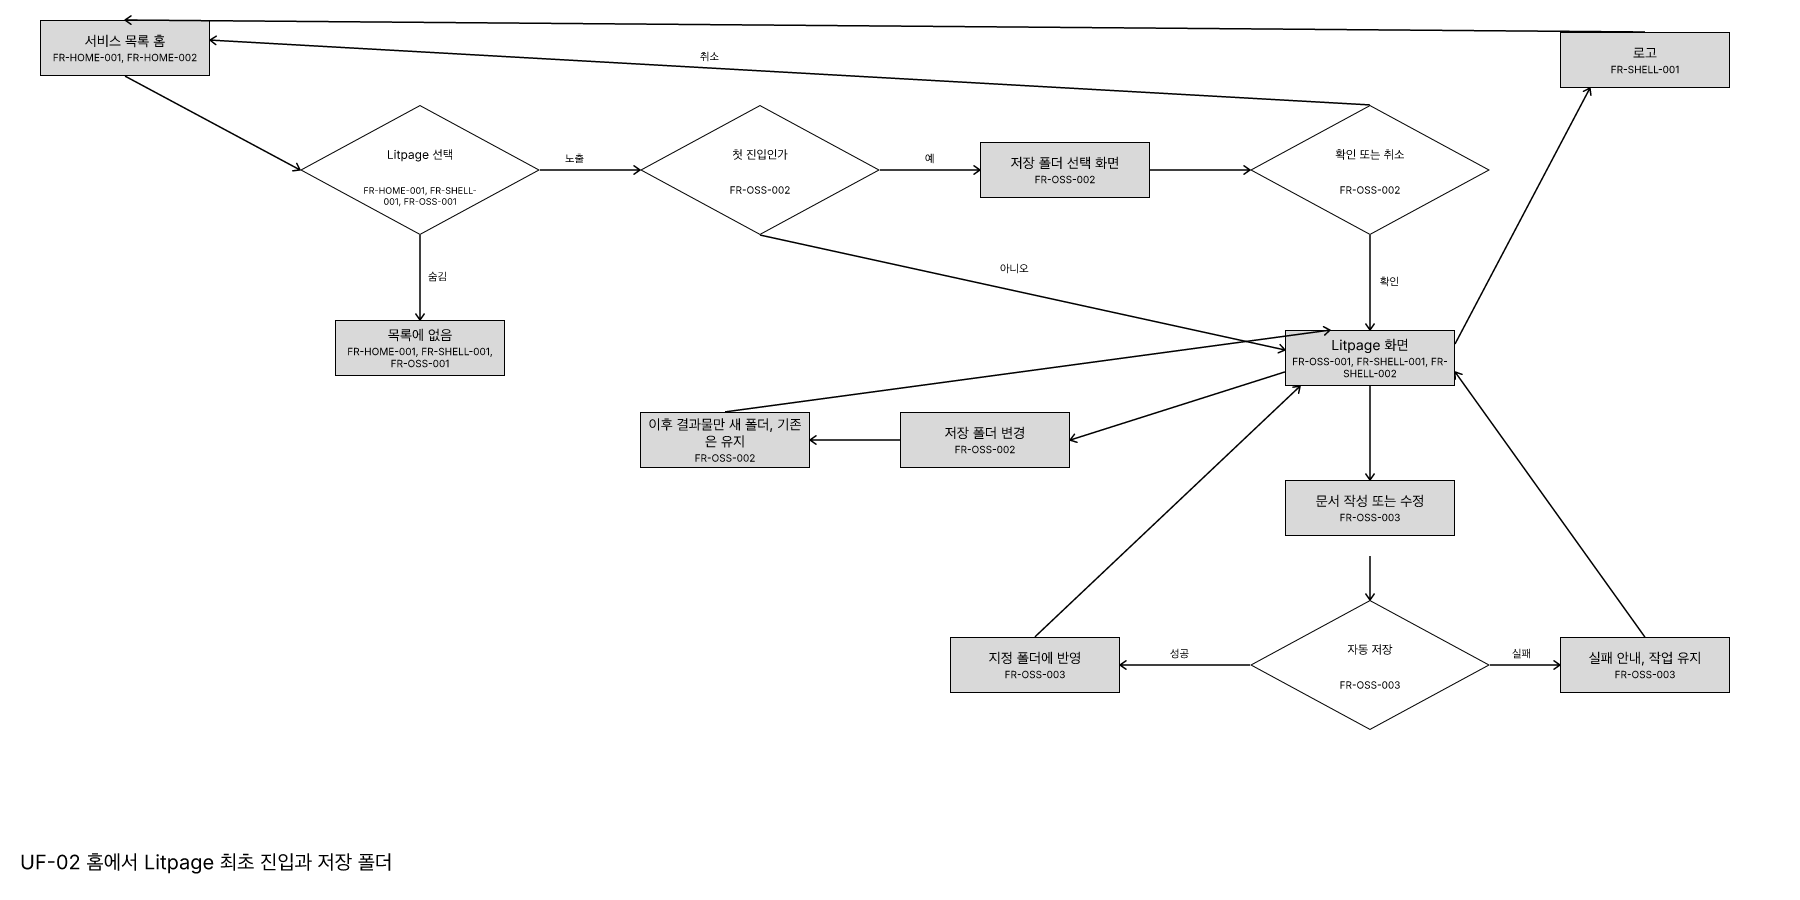 서비스 목록 홈
FR-HOME-001, FR-HOME-002
로고
FR-SHELL-001
취소
Litpage 선택
FR-HOME-001, FR-SHELL-
001, FR-OSS-001
노출
첫 진입인가
FR-OSS-002
예
저장 폴더 선택 화면
FR-OSS-002
확인 또는 취소
FR-OSS-002
숨김
아니오
확인
목록에 없음
FR-HOME-001, FR-SHELL-001,
FR-OSS-001
Litpage 화면
FR-OSS-001, FR-SHELL-001, FR-
SHELL-002
이후 결과물만 새 폴더, 기존
은 유지
FR-OSS-002
저장 폴더 변경
FR-OSS-002
문서 작성 또는 수정
FR-OSS-003
지정 폴더에 반영
FR-OSS-003
성공
자동 저장
FR-OSS-003
실패
실패 안내, 작업 유지
FR-OSS-003
UF-02 홈에서 Litpage 최초 진입과 저장 폴더